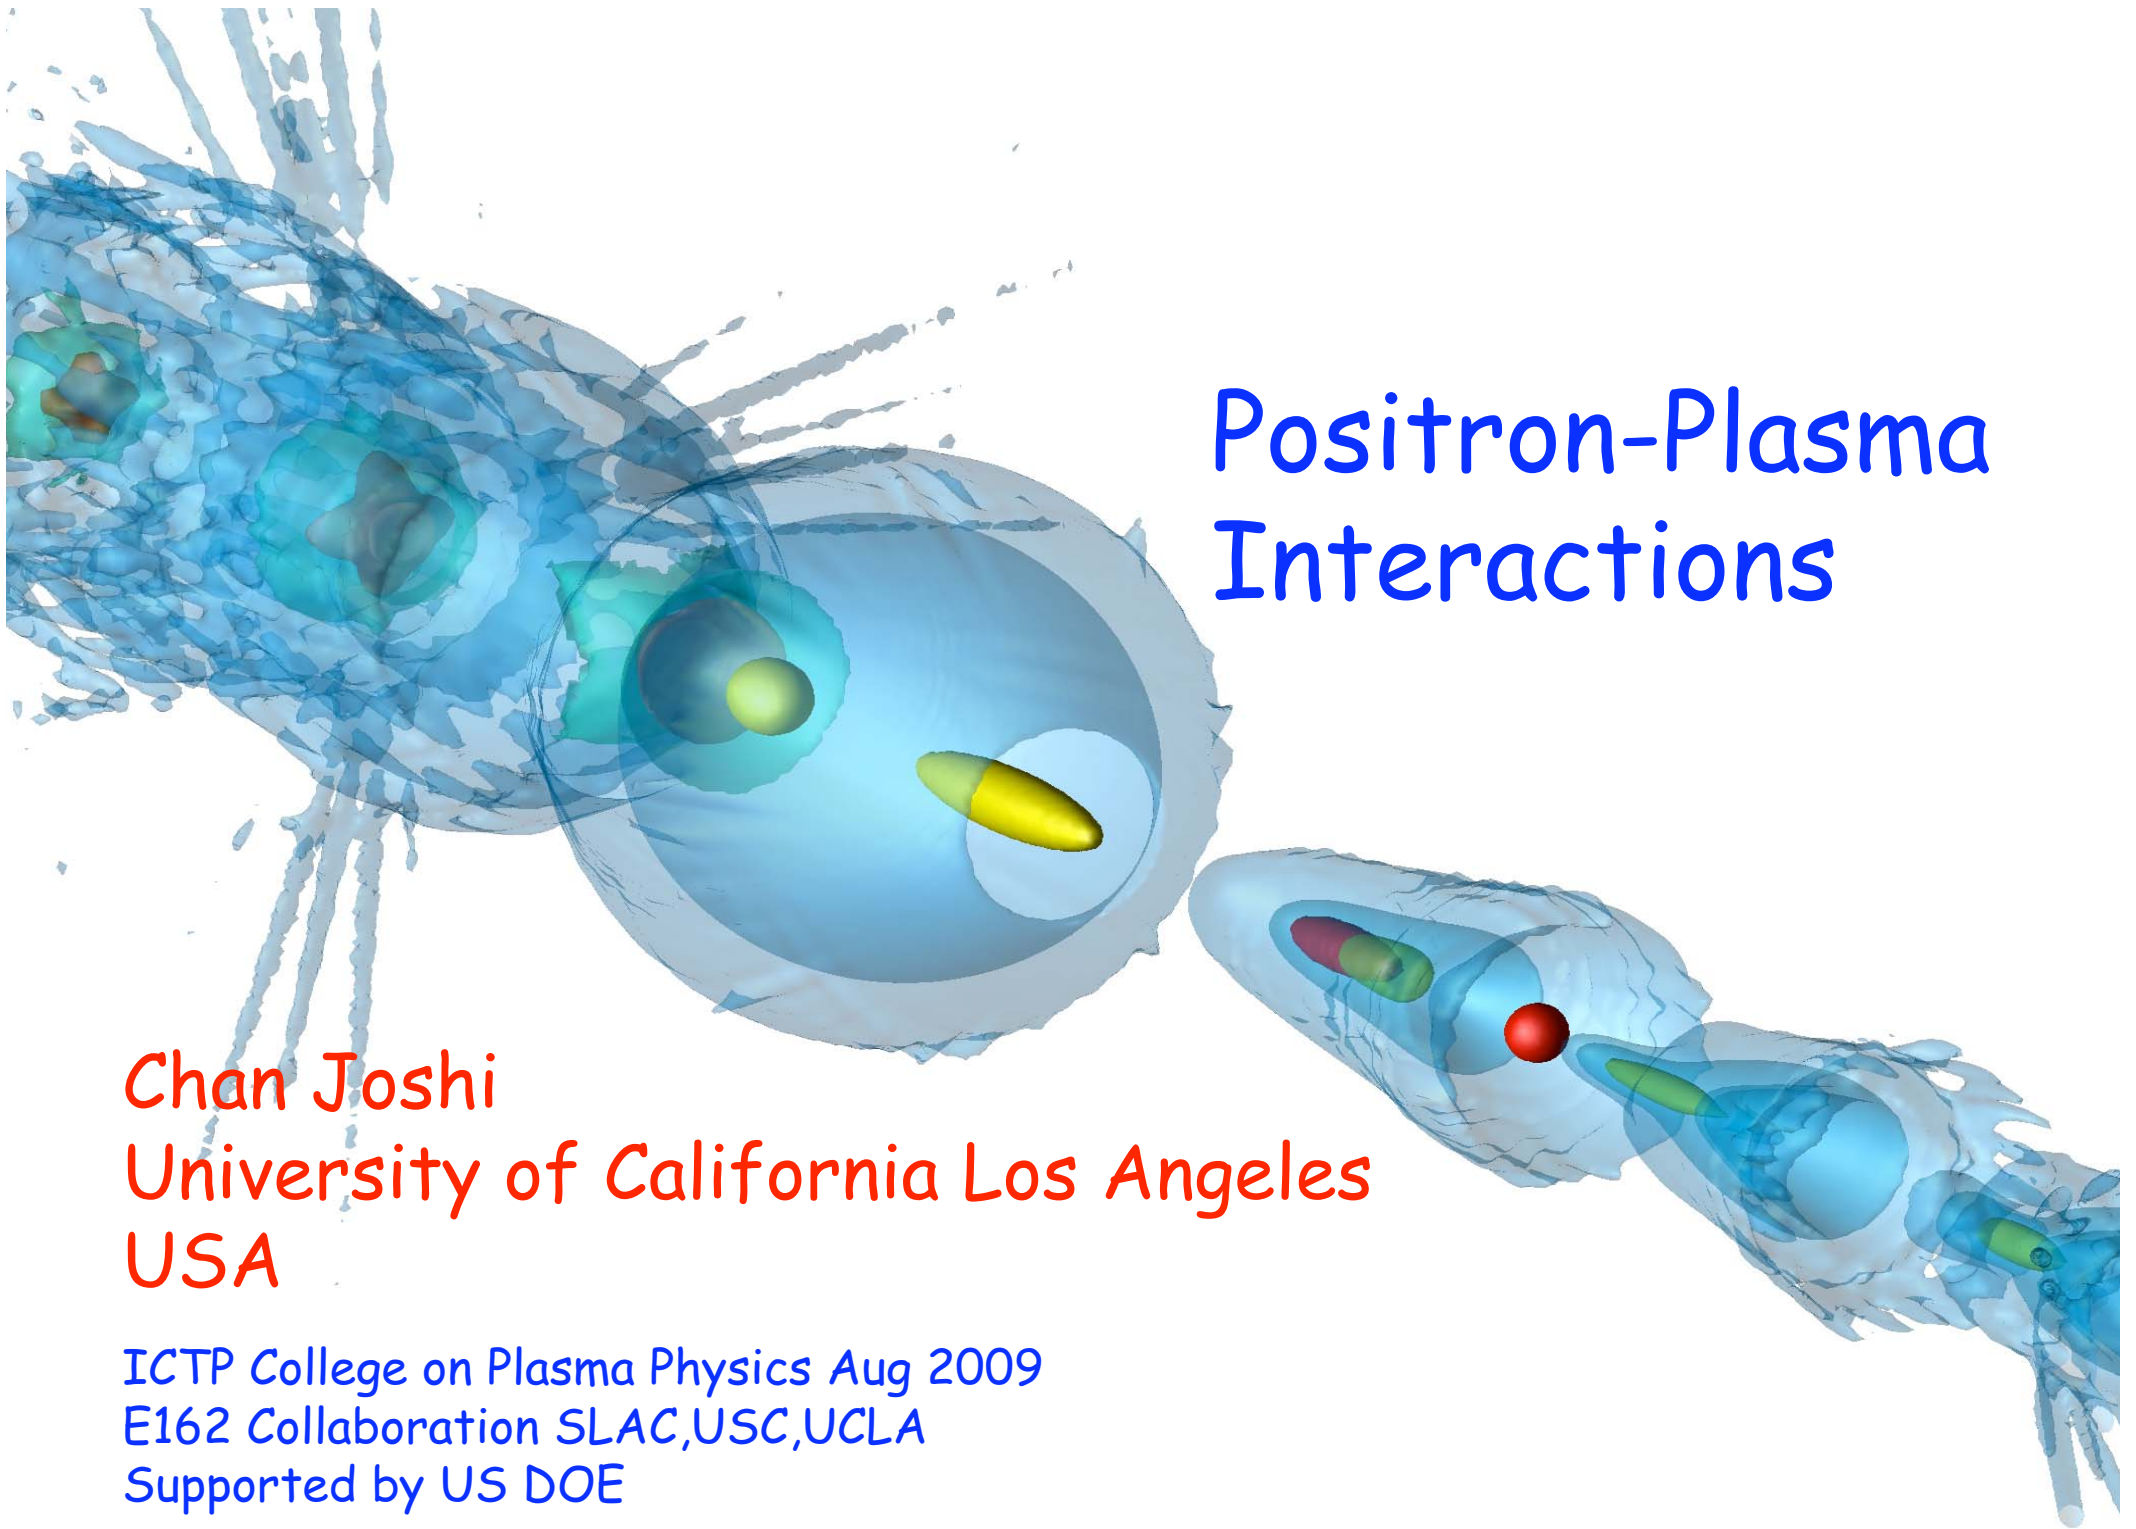 Positron-Plasma
Interactions
Chan Joshi
University of California Los Angeles
USA
ICTP College on Plasma Physics Aug 2009
E162 Collaboration SLAC,USC,UCLA
Supported by US DOE